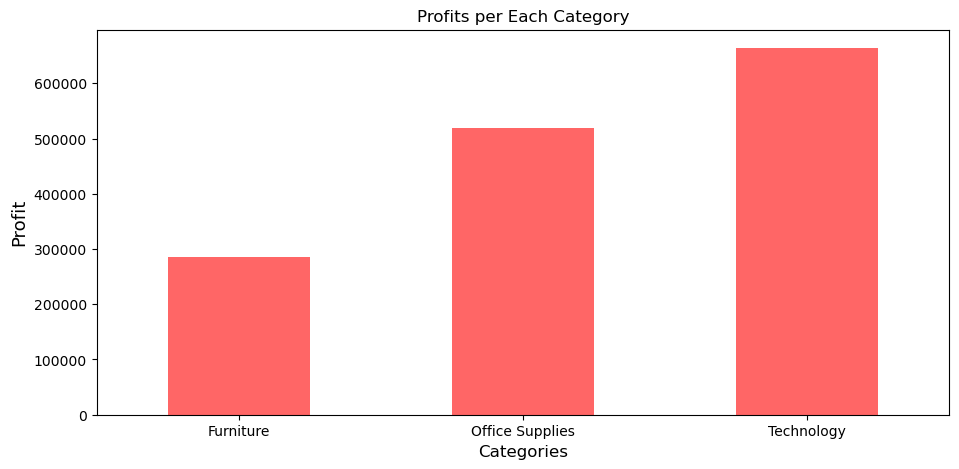 Profits per Each Category
Profit
600000
500000
400000
300000
200000
100000
0
Furniture
Office Supplies
Technology
Categories